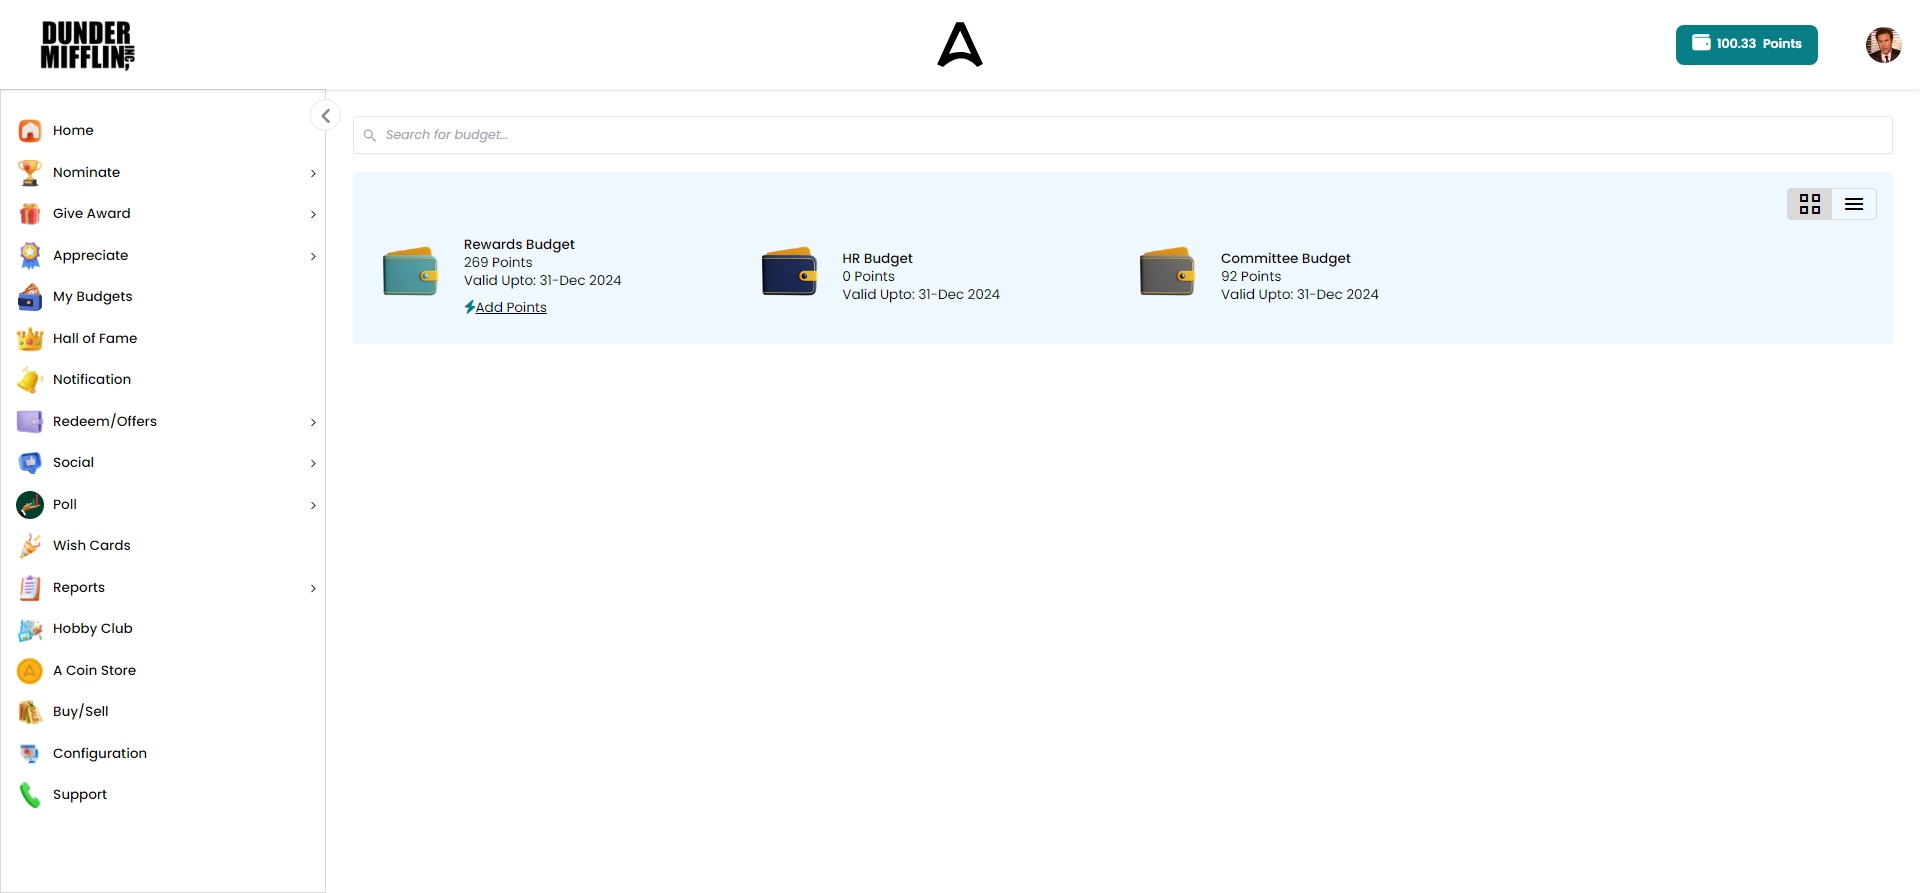 DUNDER
MIFFLIN INC,
100.33 Points
Home
Nominate
Give Award
Appreciate
My Budgets
Hall of Fame
Notification
Redeem/Offers
Social
Poll
Wish Cards
Reports
Hobby Club
A Coin Store
Buy/Sell
Configuration
Support
Search for budget...
Rewards Budget
269 Points
Valid Upto: 31-Dec 2024
Add Points
HR Budget
0 Points
Valid Upto: 31-Dec 2024
Committee Budget
92 Points
Valid Upto: 31-Dec 2024